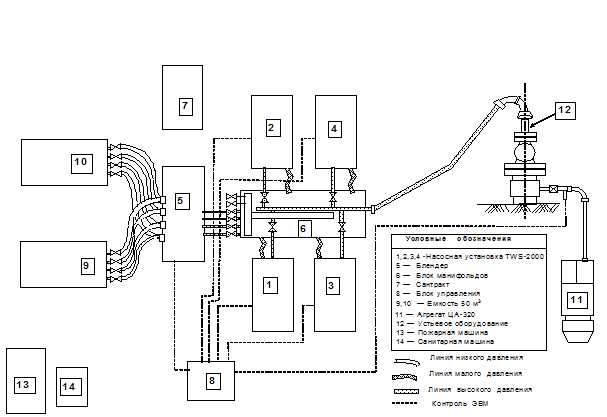 7
2
4
12
10
5
6
9
1
3
11
8
13
14
Условные обозначения
1,2,3,4 -Насосная установка TWS-2000
5 — Блендер
6 — Блок манифольдов
7 — Сантракт
8 — Блок управления
9,10 — Емкость 50 м³
11 — Агрегат ЦА-320
12 — Устьевое оборудование
13 — Пожарная машина
14 — Санитарная машина
Линия низкого давления
Линия малого давления
Линия высокого давления
Контроль ЭВМ